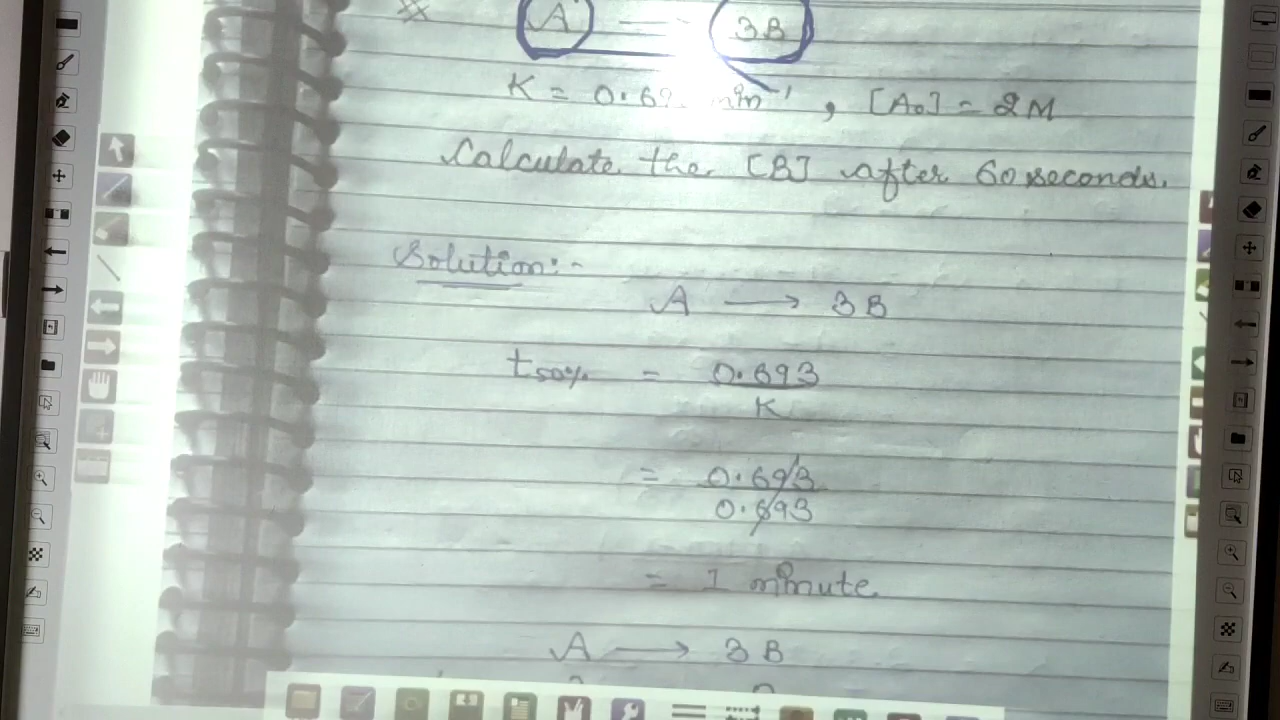 A — 3B
K = 0.69 min⁻¹, [A₀] = 2M
Calculate the [B] after 60 seconds.
Solution:-
A → 3B
t50% = 0.693
K
= 0.693
0.693
= 1 minute
A → 3B